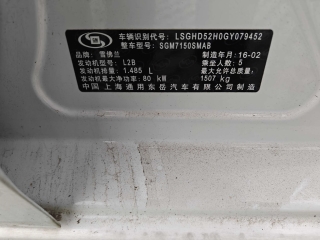 车辆识别代号: LSGHD52H0GY079452
整车型号: SGM7150SMAB
品牌: 雪佛兰 制造年月:16-02
发动机型号: L2B 乘坐人数: 5
发动机排量: 1.485 L 最大允许总质量:
发动机最大净功率: 80 kW 1507 kg
中国 上海通用东岳汽车有限公司制造